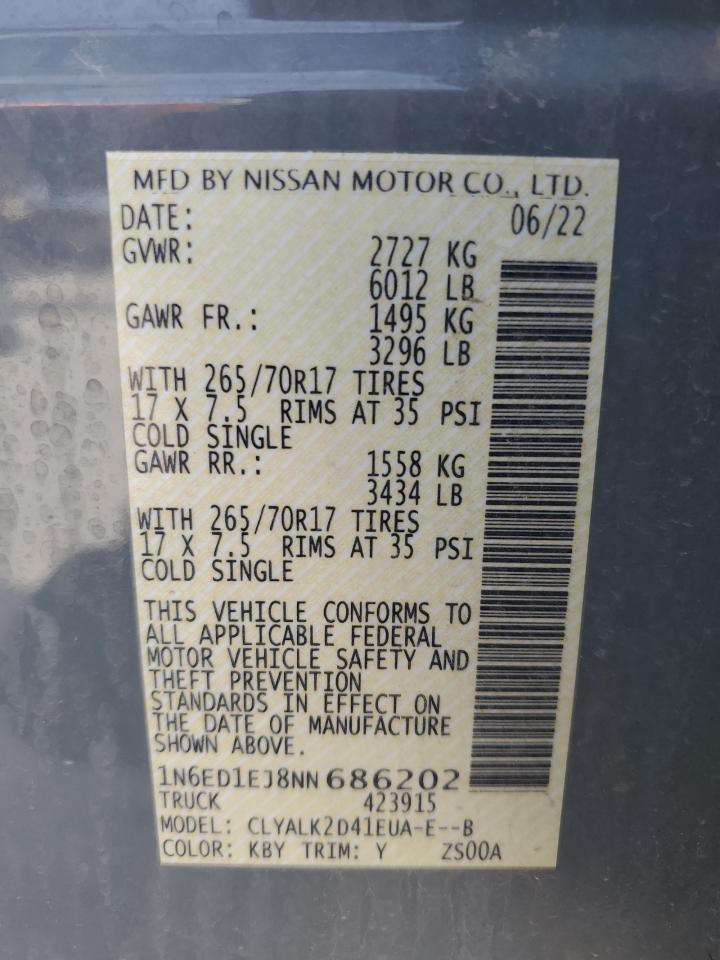 MFD BY NISSAN MOTOR CO., LTD.
DATE: 06/22
GVWR: 2727 KG
6012 LB
GAWR FR.: 1495 KG
3296 LB
WITH 265/70R17 TIRES
17 X 7.5 RIMS AT 35 PSI
COLD SINGLE
GAWR RR.: 1558 KG
3434 LB
WITH 265/70R17 TIRES
17 X 7.5 RIMS AT 35 PSI
COLD SINGLE
THIS VEHICLE CONFORMS TO
ALL APPLICABLE FEDERAL
MOTOR VEHICLE SAFETY AND
THEFT PREVENTION
STANDARDS IN EFFECT ON
THE DATE OF MANUFACTURE
SHOWN ABOVE.
1N6ED1EJ8NN686202
TRUCK 423915
MODEL: CLYALK2D41EUA-E--B
COLOR: KBY TRIM: Y ZS00A